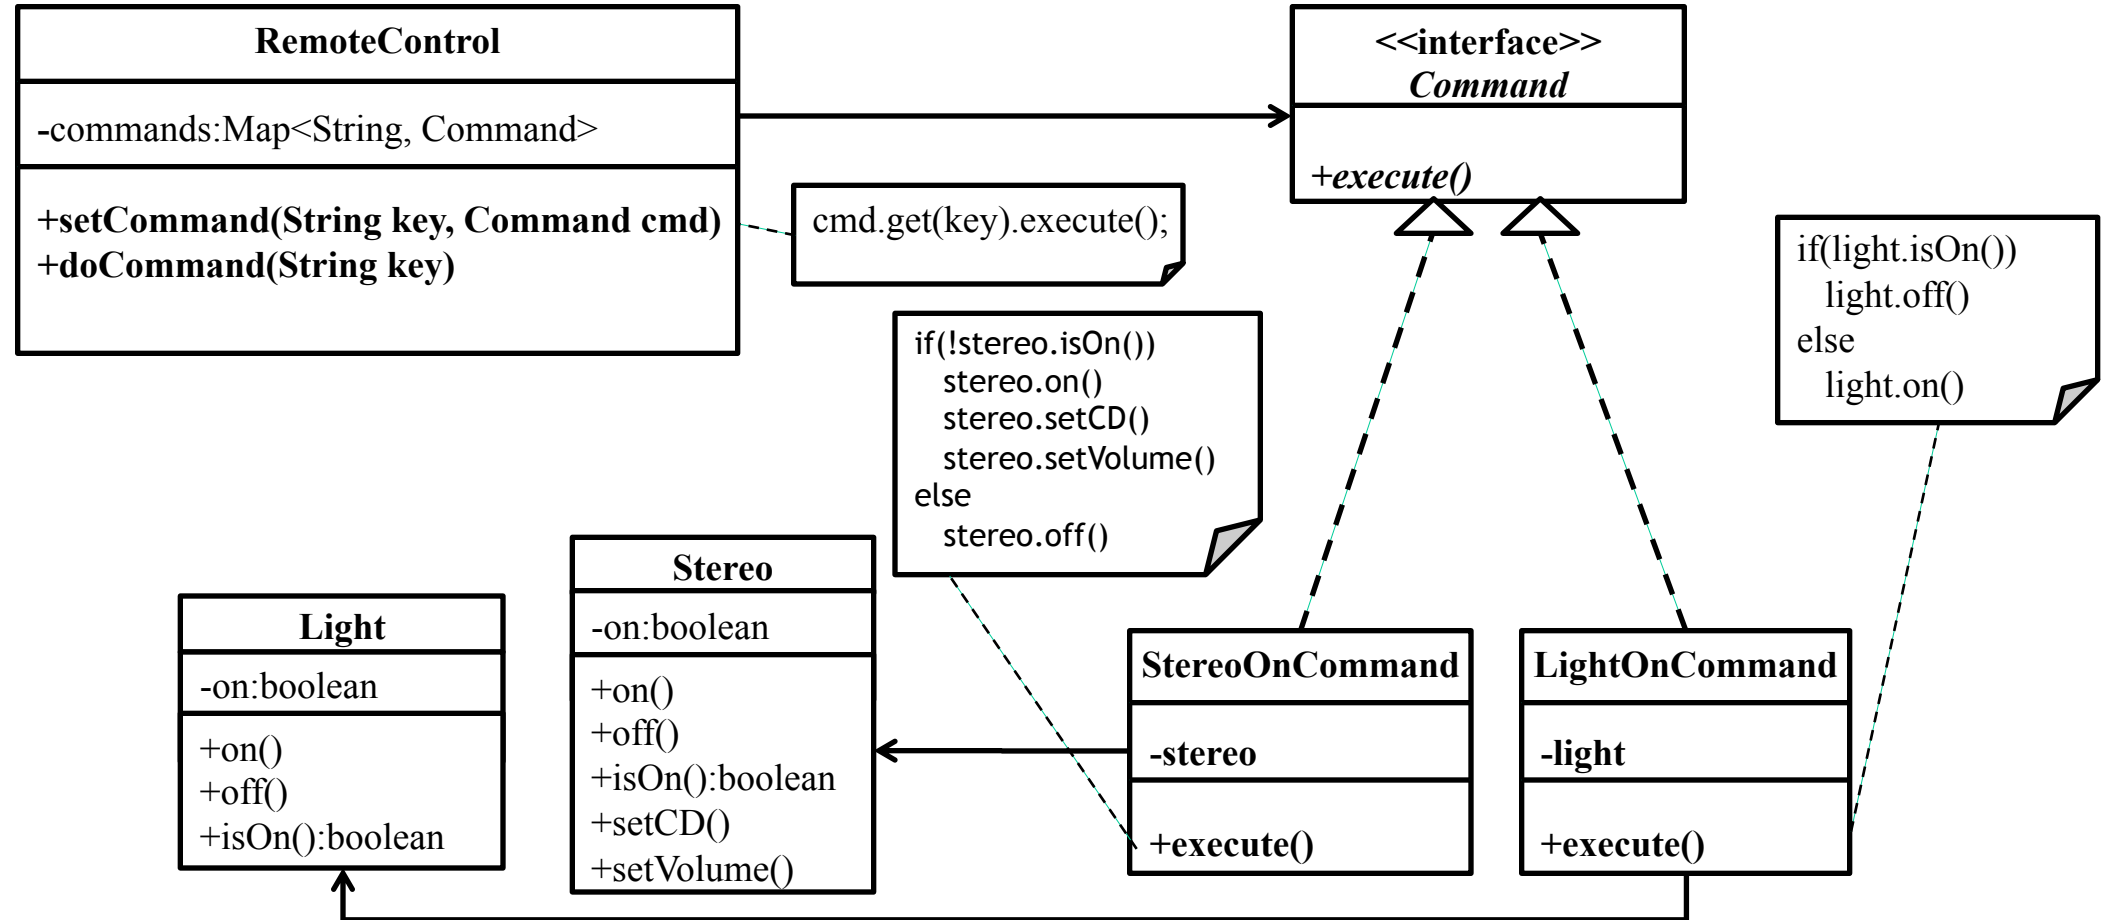 RemoteControl
-commands:Map<String, Command>
+setCommand(String key, Command cmd)
+doCommand(String key)
cmd.get(key).execute();
<<interface>>
Command
+execute()
if(light.isOn())
light.off()
else
light.on()
if(!stereo.isOn())
stereo.on()
stereo.setCD()
stereo.setVolume()
else
stereo.off()
Light
-on:boolean
+on()
+off()
+isOn():boolean
Stereo
-on:boolean
+on()
+off()
+isOn():boolean
+setCD()
+setVolume()
StereoOnCommand
-stereo
+execute()
LightOnCommand
-light
+execute()